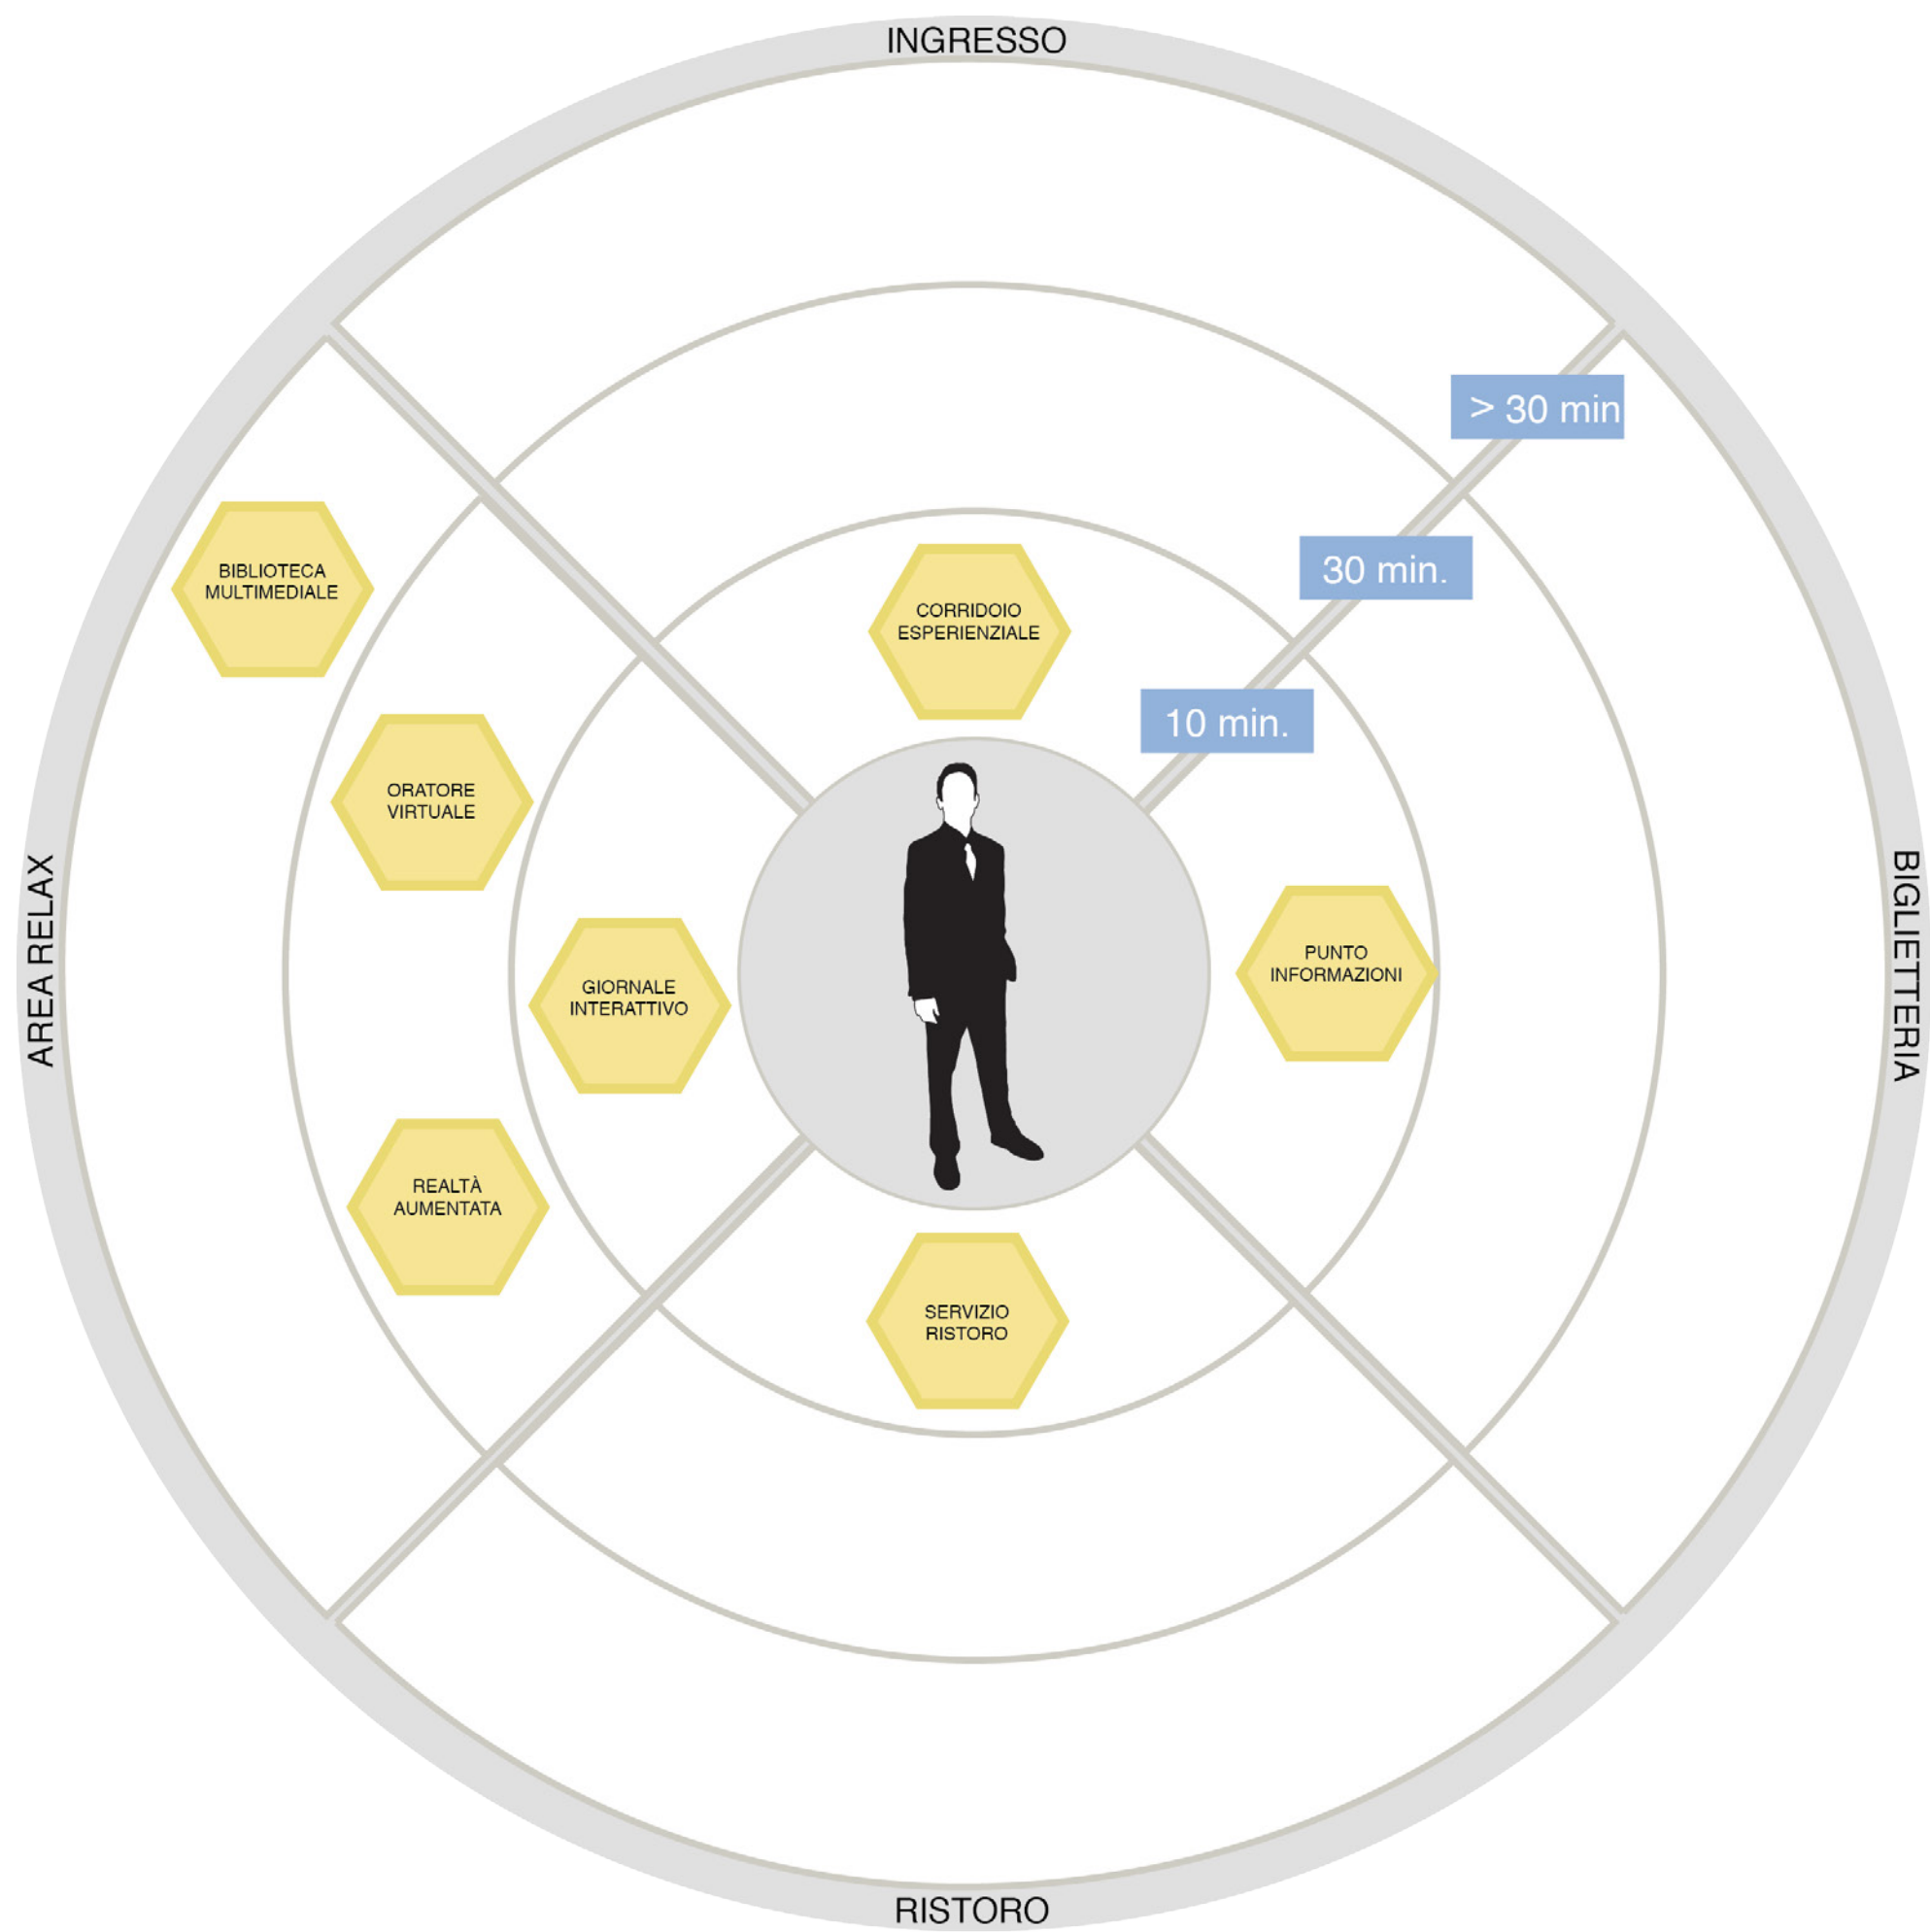 INGRESSO
> 30 min
30 min.
10 min.
BIBLIOTECA
MULTIMEDIALE
CORRIDOIO
ESPERIENZIALE
ORATORE
VIRTUALE
AREA RELAX
GIORNALE
INTERATTIVO
PUNTO
INFORMAZIONI
BIGLIETTERIA
REALTÀ
AUMENTATA
SERVIZIO
RISTORO
RISTORO